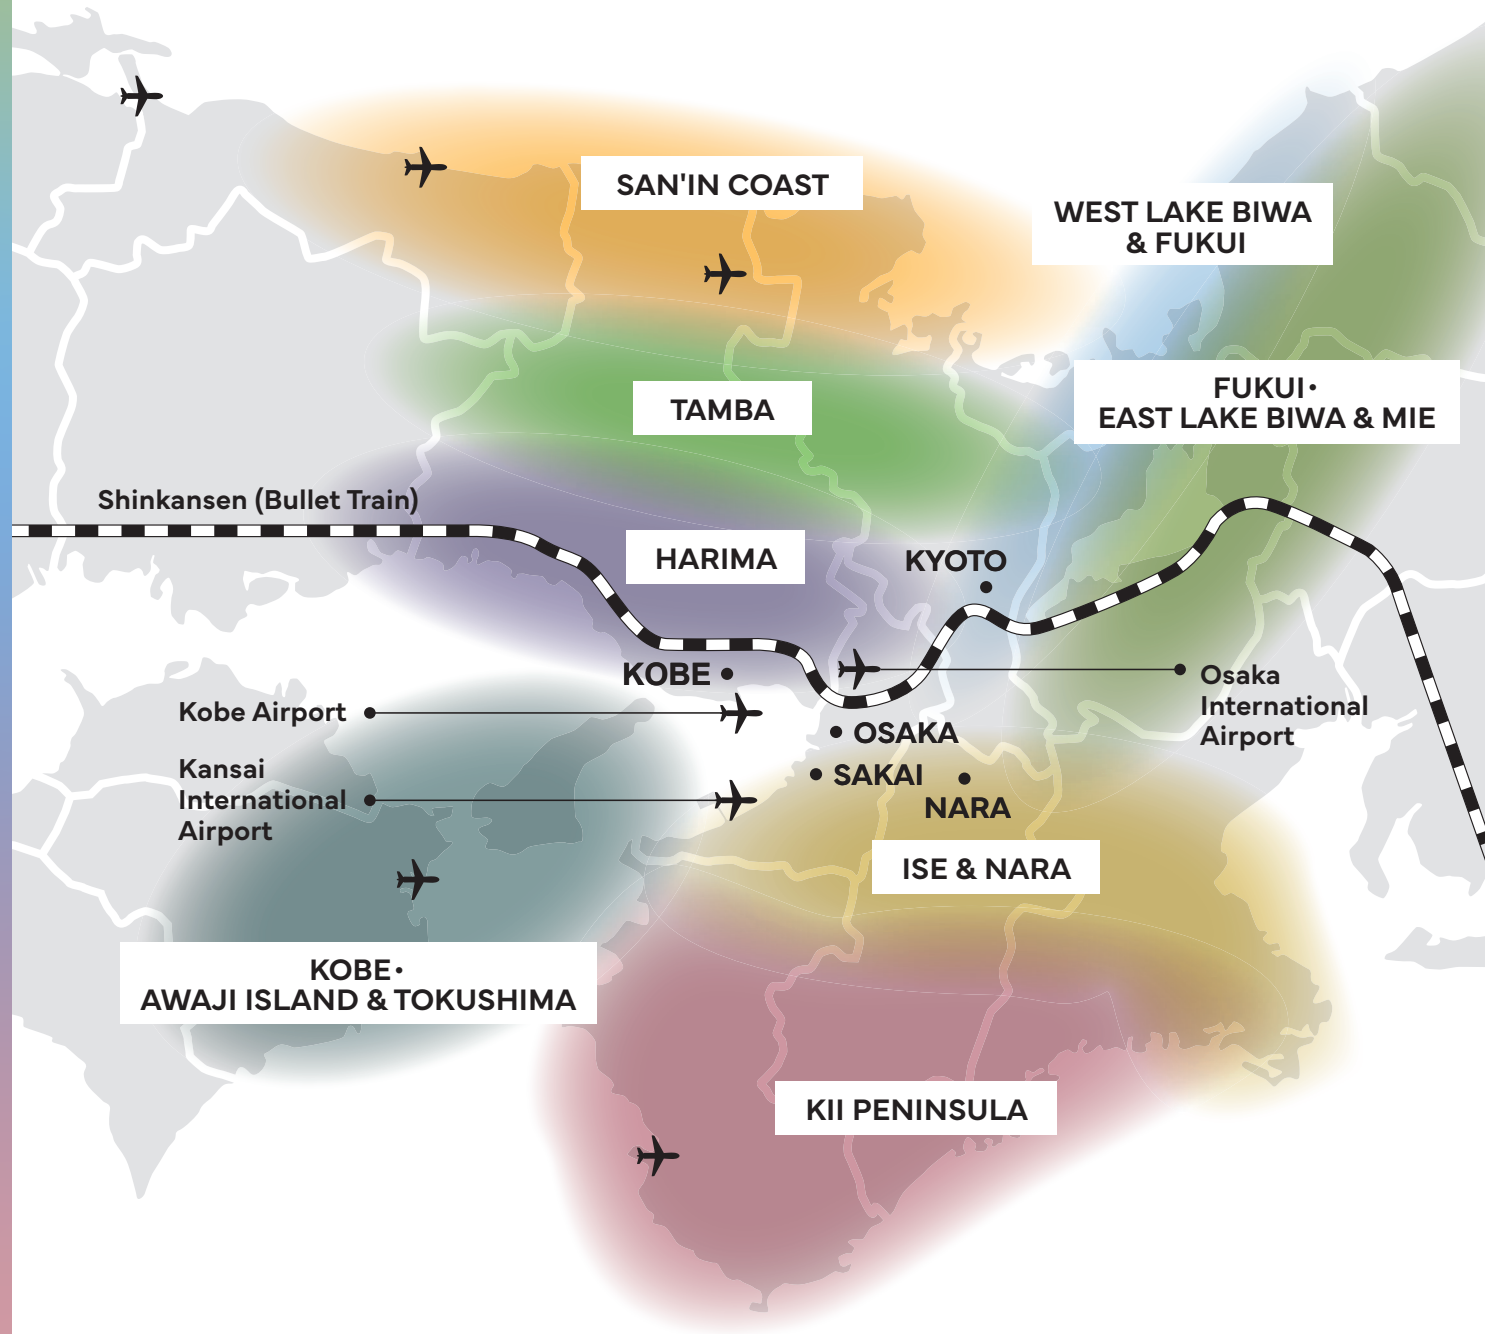 SAN'IN COAST
WEST LAKE BIWA
& FUKUI
FUKUI•
EAST LAKE BIWA & MIE
TAMBA
Shinkansen (Bullet Train)
HARIMA
KYOTO
KOBE
Osaka
International
Airport
Kobe Airport
OSAKA
Kansai
International
Airport
SAKAI
NARA
ISE & NARA
KOBE•
AWAJI ISLAND & TOKUSHIMA
KII PENINSULA